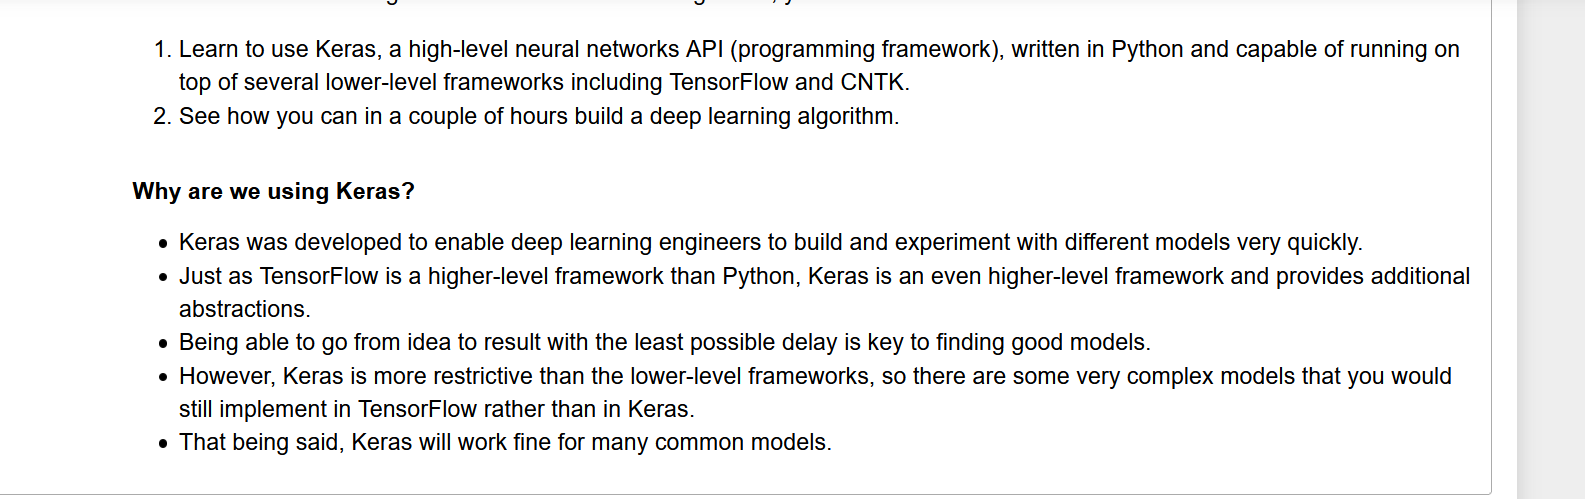 1. Learn to use Keras, a high-level neural networks API (programming framework), written in Python and capable of running on
top of several lower-level frameworks including TensorFlow and CNTK.
2. See how you can in a couple of hours build a deep learning algorithm.
Why are we using Keras?
• Keras was developed to enable deep learning engineers to build and experiment with different models very quickly.
• Just as TensorFlow is a higher-level framework than Python, Keras is an even higher-level framework and provides additional
abstractions.
• Being able to go from idea to result with the least possible delay is key to finding good models.
• However, Keras is more restrictive than the lower-level frameworks, so there are some very complex models that you would
still implement in TensorFlow rather than in Keras.
• That being said, Keras will work fine for many common models.